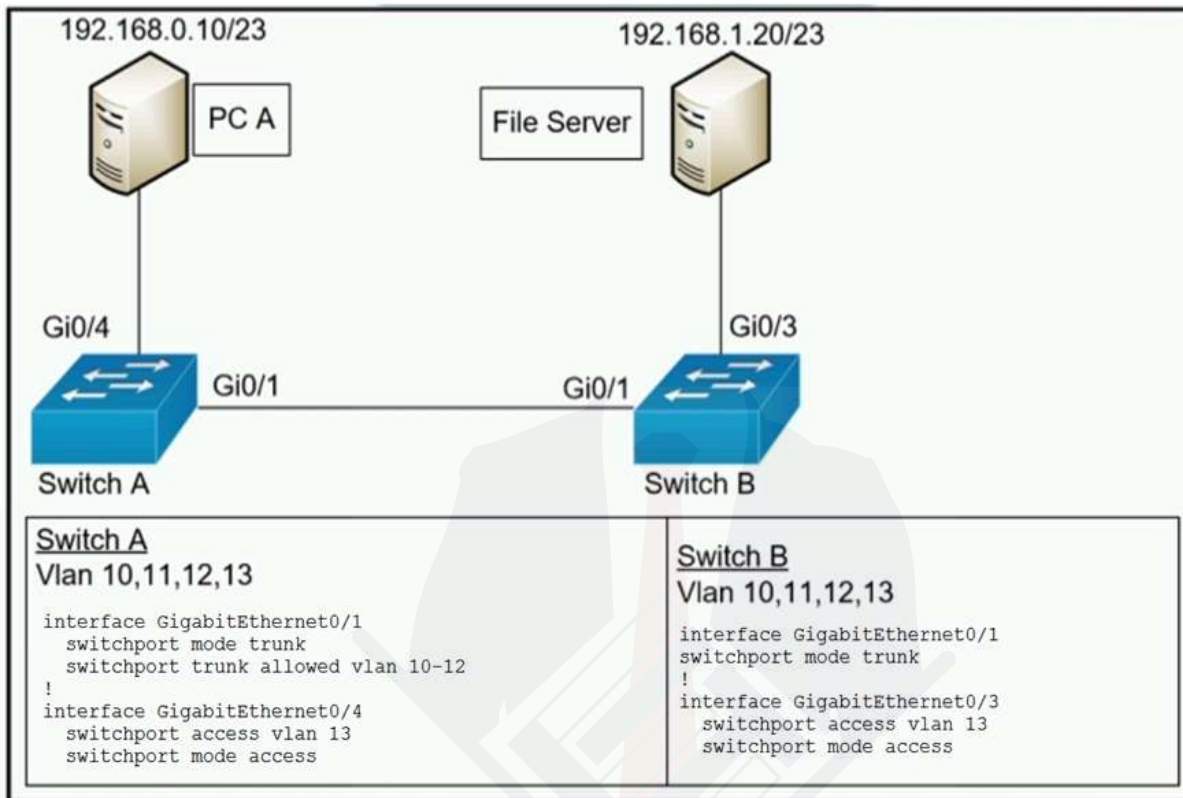 192.168.0.10/23
192.168.1.20/23
PC A
File Server
Gi0/4
Gi0/3
Gi0/1
Gi0/1
Switch A
Switch B
Switch A
Vlan 10,11,12,13
interface GigabitEthernet0/1
switchport mode trunk
switchport trunk allowed vlan 10-12
!
interface GigabitEthernet0/4
switchport access vlan 13
switchport mode access
Switch B
Vlan 10,11,12,13
interface GigabitEthernet0/1
switchport mode trunk
!
interface GigabitEthernet0/3
switchport access vlan 13
switchport mode access